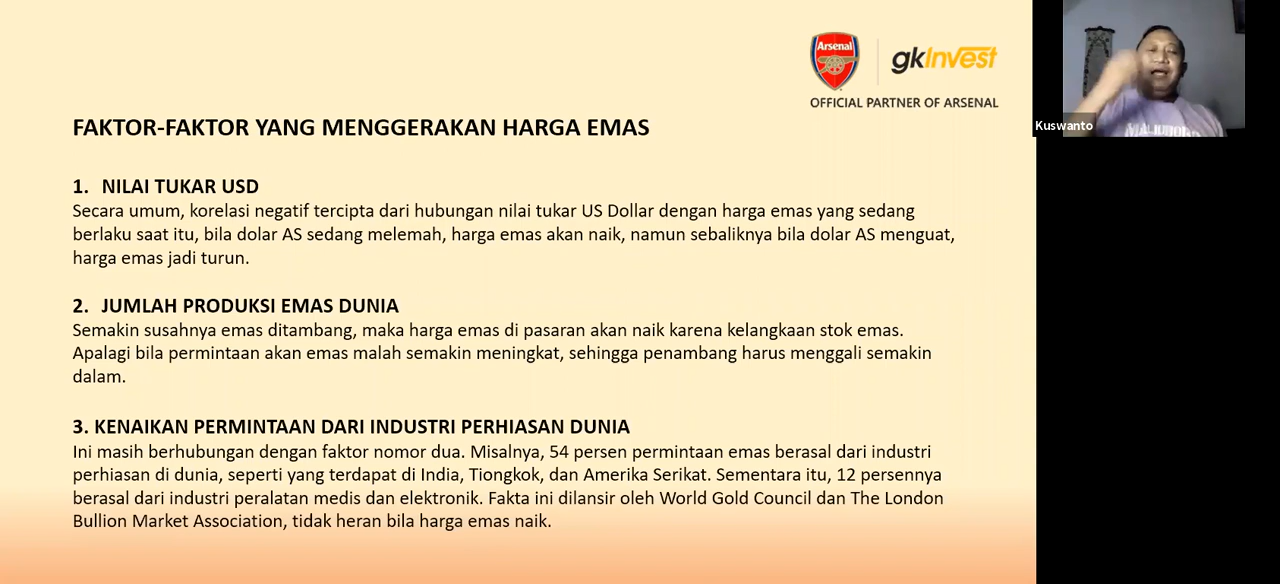 Arsenal
gkInvest
OFFICIAL PARTNER OF ARSENAL
FAKTOR-FAKTOR YANG MENGGERAKAN HARGA EMAS
Kuswanto
1. NILAI TUKAR USD
Secara umum, korelasi negatif tercipta dari hubungan nilai tukar US Dollar dengan harga emas yang sedang
berlaku saat itu, bila dolar AS sedang melemah, harga emas akan naik, namun sebaliknya bila dolar AS menguat,
harga emas jadi turun.
2. JUMLAH PRODUKSI EMAS DUNIA
Semakin susahnya emas ditambang, maka harga emas di pasaran akan naik karena kelangkaan stok emas.
Apalagi bila permintaan akan emas malah semakin meningkat, sehingga penambang harus menggali semakin
dalam.
3. KENAIKAN PERMINTAAN DARI INDUSTRI PERHIASAN DUNIA
Ini masih berhubungan dengan faktor nomor dua. Misalnya, 54 persen permintaan emas berasal dari industri
perhiasan di dunia, seperti yang terdapat di India, Tiongkok, dan Amerika Serikat. Sementara itu, 12 persennya
berasal dari industri peralatan medis dan elektronik. Fakta ini dilansir oleh World Gold Council dan The London
Bullion Market Association, tidak heran bila harga emas naik.